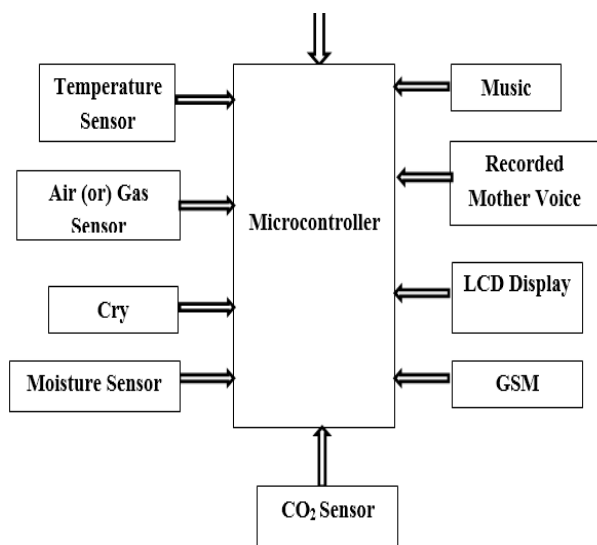 Temperature
Sensor
Air (or) Gas
Sensor
Cry
Moisture Sensor
Microcontroller
Music
Recorded
Mother Voice
LCD Display
GSM
CO₂ Sensor